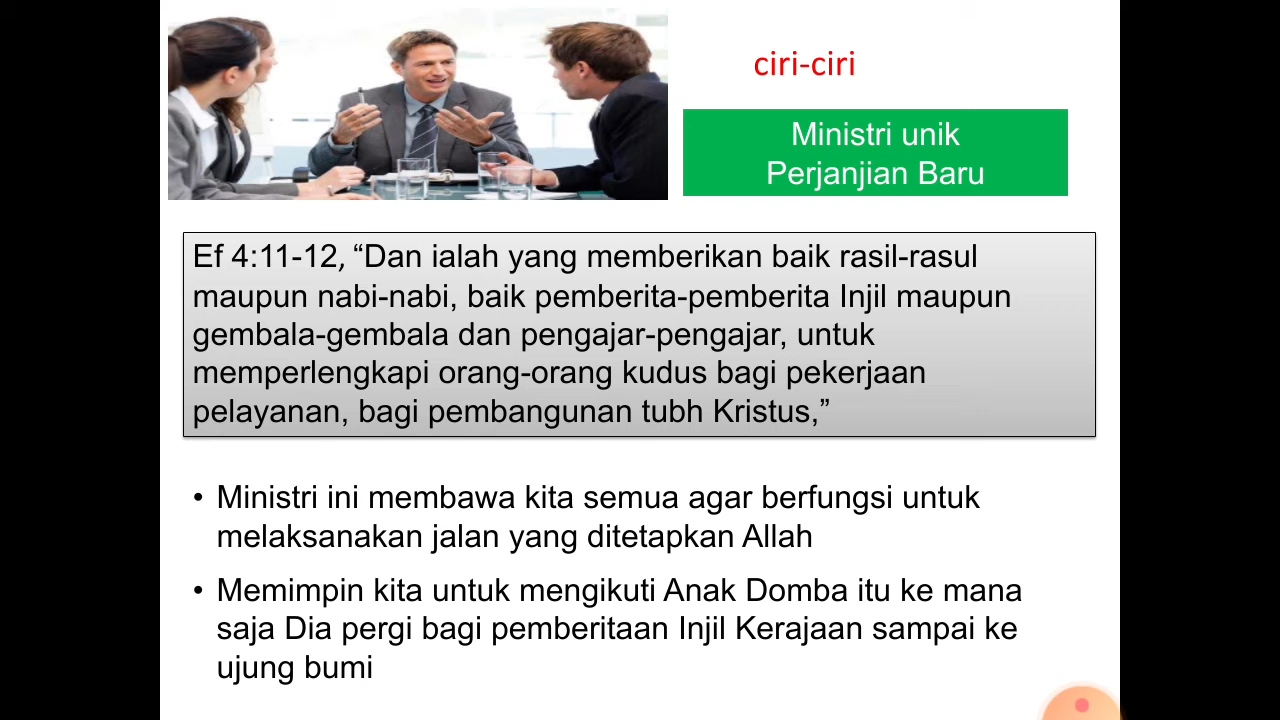 ciri-ciri
Ministri unik
Perjanjian Baru
Ef 4:11-12, “Dan ialah yang memberikan baik rasil-rasul
maupun nabi-nabi, baik pemberita-pemberita Injil maupun
gembala-gembala dan pengajar-pengajar, untuk
memperlengkapi orang-orang kudus bagi pekerjaan
pelayanan, bagi pembangunan tubh Kristus,”
• Ministri ini membawa kita semua agar berfungsi untuk
melaksanakan jalan yang ditetapkan Allah
• Memimpin kita untuk mengikuti Anak Domba itu ke mana
saja Dia pergi bagi pemberitaan Injil Kerajaan sampai ke
ujung bumi